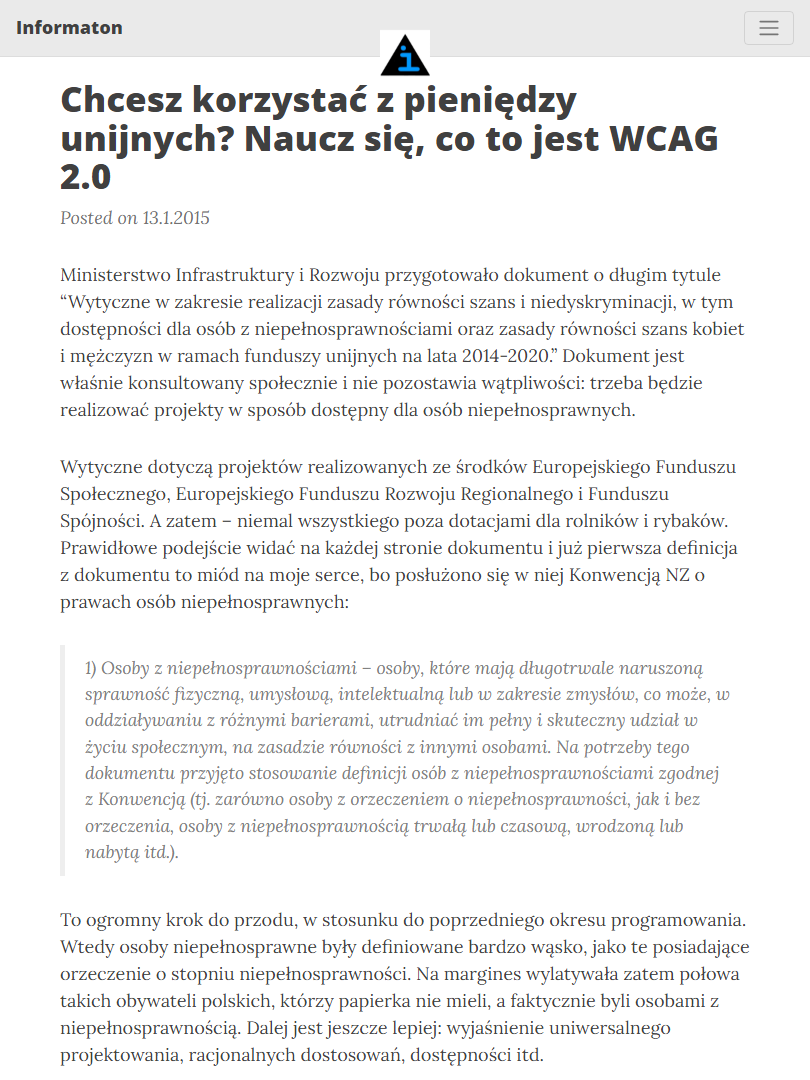 Informaton
i
Chcesz korzystać z pieniędzy
unijnych? Naucz się, co to jest WCAG
2.0
Posted on 13.1.2015
Ministerstwo Infrastruktury i Rozwoju przygotowało dokument o długim tytule
“Wytyczne w zakresie realizacji zasady równości szans i niedyskryminacji, w tym
dostępności dla osób z niepełnosprawnościami oraz zasady równości szans kobiet
i mężczyzn w ramach funduszy unijnych na lata 2014-2020.” Dokument jest
właśnie konsultowany społecznie i nie pozostawia wątpliwości: trzeba będzie
realizować projekty w sposób dostępny dla osób niepełnosprawnych.
Wytyczne dotyczą projektów realizowanych ze środków Europejskiego Funduszu
Społecznego, Europejskiego Funduszu Rozwoju Regionalnego i Funduszu
Spójności. A zatem – niemal wszystkiego poza dotacjami dla rolników i rybaków.
Prawidłowe podejście widać na każdej stronie dokumentu i już pierwsza definicja
z dokumentu to miód na moje serce, bo posłużono się w niej Konwencją NZ o
prawach osób niepełnosprawnych:
1) Osoby z niepełnosprawnościami – osoby, które mają długotrwale naruszoną
sprawność fizyczną, umysłową, intelektualną lub w zakresie zmysłów, co może, w
oddziaływaniu z różnymi barierami, utrudniać im pełny i skuteczny udział w
życiu społecznym, na zasadzie równości z innymi osobami. Na potrzeby tego
dokumentu przyjęto stosowanie definicji osób z niepełnosprawnościami zgodnej
z Konwencją (tj. zarówno osoby z orzeczeniem o niepełnosprawności, jak i bez
orzeczenia, osoby z niepełnosprawnością trwałą lub czasową, wrodzoną lub
nabytą itd.).
To ogromny krok do przodu, w stosunku do poprzedniego okresu programowania.
Wtedy osoby niepełnosprawne były definiowane bardzo wąsko, jako te posiadające
orzeczenie o stopniu niepełnosprawności. Na margines wylatywała zatem połowa
takich obywateli polskich, którzy papierka nie mieli, a faktycznie byli osobami z
niepełnosprawnością. Dalej jest jeszcze lepiej: wyjaśnienie uniwersalnego
projektowania, racjonalnych dostosowań, dostępności itd.